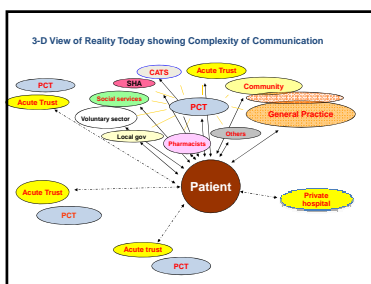 3-D View of Reality Today showing Complexity of Communication
CATS
Acute Trust
SHA
Community
PCT
Social services
Acute Trust
PCT
General Practice
Voluntary sector
Local gov
Pharmacists
Others
Patient
Acute Trust
PCT
Private
hospital
Acute trust
PCT